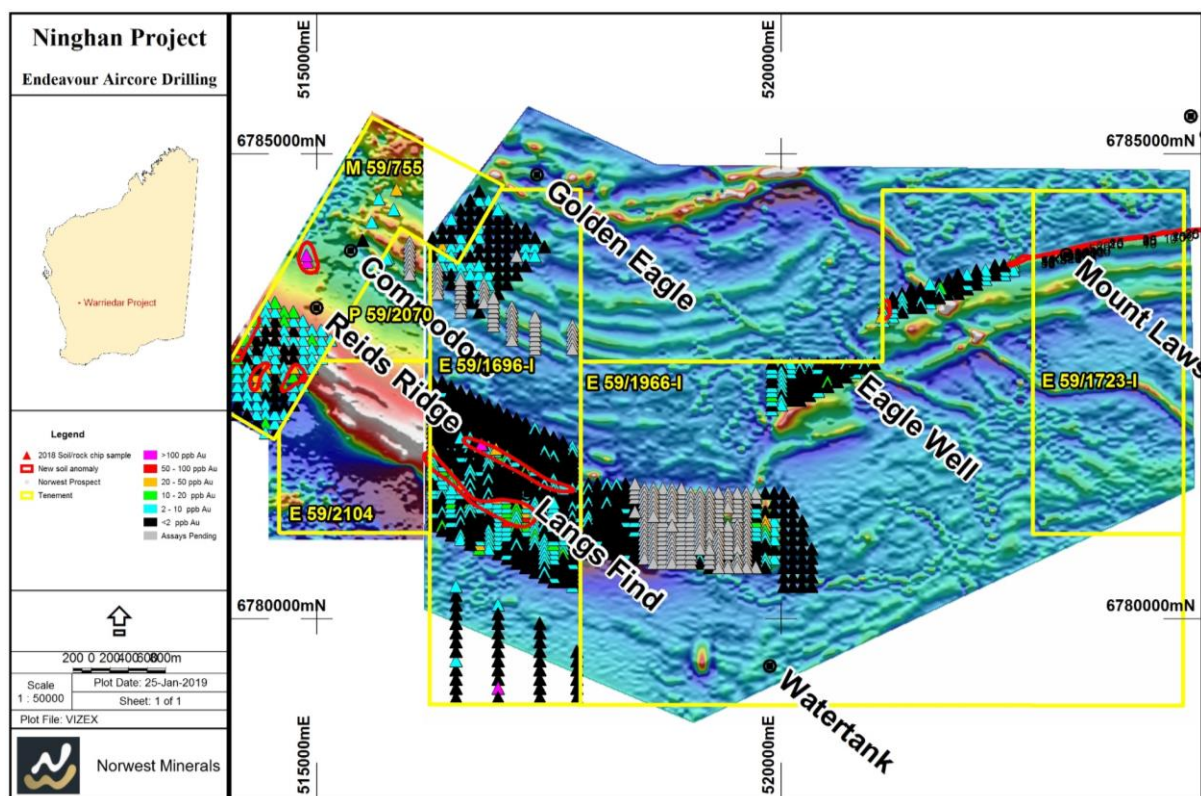 Ninghan Project
Endeavour Aircore Drilling
Warriedar Project
Legend
2018 Soil/rock chip sample
New soil anomaly
Norwest Prospect
Tenement
>100 ppb Au
50 - 100 ppb Au
20 - 50 ppb Au
10 - 20 ppb Au
2 - 10 ppb Au
<2 ppb Au
Assays Pending
Scale
1 : 50000
Plot Date: 25-Jan-2019
Sheet: 1 of 1
Plot File: VIZEX
Norwest Minerals
515000mE
520000mE
6785000mN
6785000mN
M 59/755
Golden Eagle
Comodoor
P 59/2070
Reids Ridge
E 59/1696-I
E 59/1966-I
Mount Laws
E 59/1723-I
Eagle Well
E 59/2104
Langs Find
6780000mN
6780000mN
Watertank
515000mE
520000mE